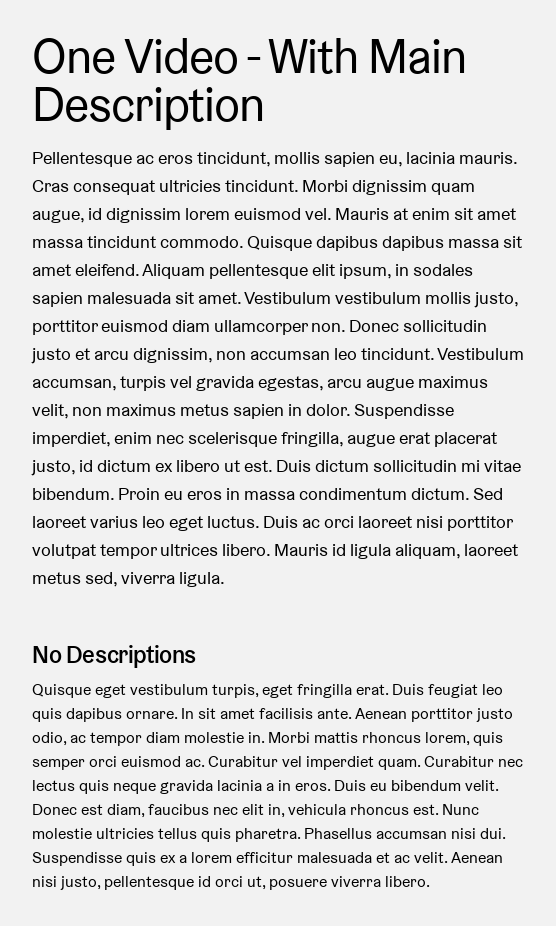 One Video - With Main
Description
Pellentesque ac eros tincidunt, mollis sapien eu, lacinia mauris.
Cras consequat ultricies tincidunt. Morbi dignissim quam
augue, id dignissim lorem euismod vel. Mauris at enim sit amet
massa tincidunt commodo. Quisque dapibus dapibus massa sit
amet eleifend. Aliquam pellentesque elit ipsum, in sodales
sapien malesuada sit amet. Vestibulum vestibulum mollis justo,
porttitor euismod diam ullamcorper non. Donec sollicitudin
justo et arcu dignissim, non accumsan leo tincidunt. Vestibulum
accumsan, turpis vel gravida egestas, arcu augue maximus
velit, non maximus metus sapien in dolor. Suspendisse
imperdiet, enim nec scelerisque fringilla, augue erat placerat
justo, id dictum ex libero ut est. Duis dictum sollicitudin mi vitae
bibendum. Proin eu eros in massa condimentum dictum. Sed
laoreet varius leo eget luctus. Duis ac orci laoreet nisi porttitor
volutpat tempor ultrices libero. Mauris id ligula aliquam, laoreet
metus sed, viverra ligula.
No Descriptions
Quisque eget vestibulum turpis, eget fringilla erat. Duis feugiat leo
quis dapibus ornare. In sit amet facilisis ante. Aenean porttitor justo
odio, ac tempor diam molestie in. Morbi mattis rhoncus lorem, quis
semper orci euismod ac. Curabitur vel imperdiet quam. Curabitur nec
lectus quis neque gravida lacinia a in eros. Duis eu bibendum velit.
Donec est diam, faucibus nec elit in, vehicula rhoncus est. Nunc
molestie ultricies tellus quis pharetra. Phasellus accumsan nisi dui.
Suspendisse quis ex a lorem efficitur malesuada et ac velit. Aenean
nisi justo, pellentesque id orci ut, posuere viverra libero.